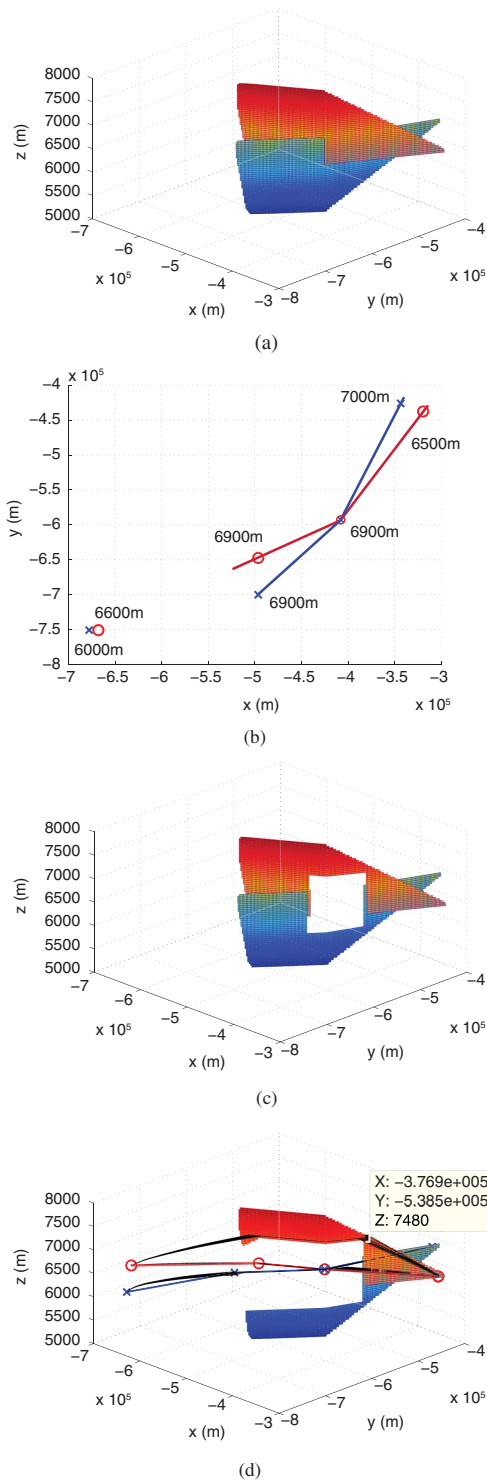 8000
7500
7000
6500
6000
5500
5000
z (m)
−7
−6
−5
−4
−3
x 10⁵
x (m)
−8
−7
−6
−5
−4
x 10⁵
y (m)
(a)
x 10⁵
−4
−4.5
−5
−5.5
−6
−6.5
−7
−7.5
−8
y (m)
7000m
6500m
6900m
6900m
6900m
6600m
6000m
−7
−6.5
−6
−5.5
−5
−4.5
−4
−3.5
−3
x (m)
x 10⁵
(b)
8000
7500
7000
6500
6000
5500
5000
z (m)
−7
−6
−5
−4
−3
x 10⁵
x (m)
−8
−7
−6
−5
−4
x 10⁵
y (m)
(c)
X: −3.769e+005
Y: −5.385e+005
Z: 7480
8000
7500
7000
6500
6000
5500
5000
z (m)
−7
−6
−5
−4
−3
x 10⁵
x (m)
−8
−7
−6
−5
−4
x 10⁵
y (m)
(d)